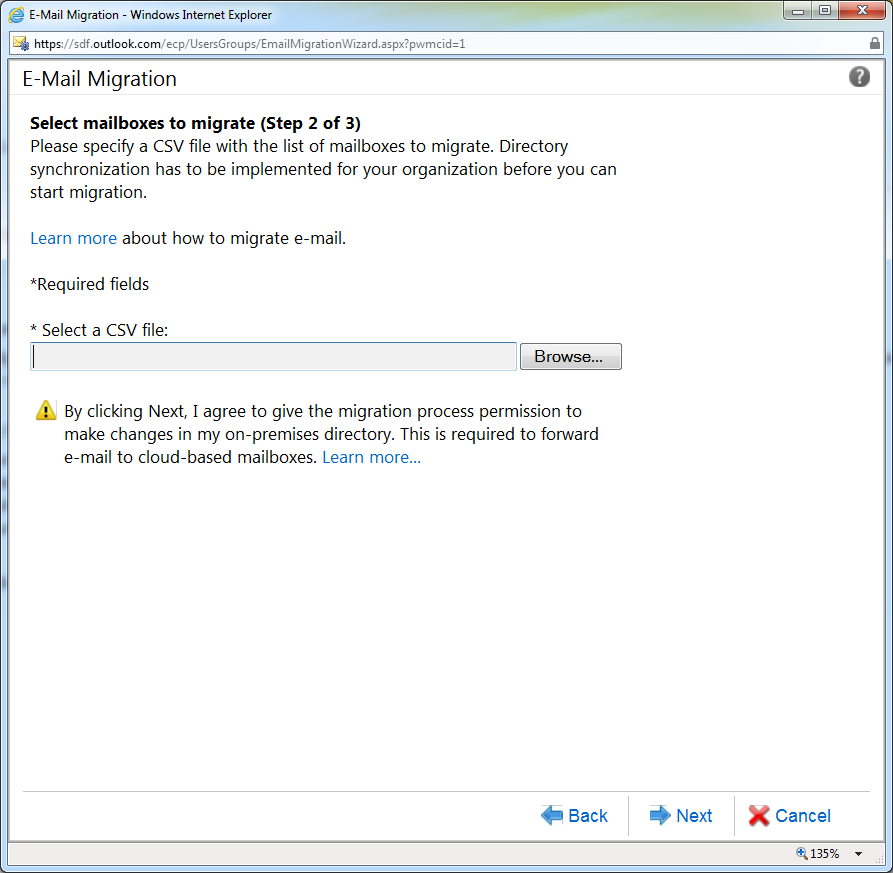 E-Mail Migration - Windows Internet Explorer
https://sdf.outlook.com/ecp/UsersGroups/EmailMigrationWizard.aspx?pwmcid=1
E-Mail Migration
?
Select mailboxes to migrate (Step 2 of 3)
Please specify a CSV file with the list of mailboxes to migrate. Directory
synchronization has to be implemented for your organization before you can
start migration.
Learn more about how to migrate e-mail.
*Required fields
* Select a CSV file:
Browse...
By clicking Next, I agree to give the migration process permission to
make changes in my on-premises directory. This is required to forward
e-mail to cloud-based mailboxes. Learn more...
Back Next Cancel
135%